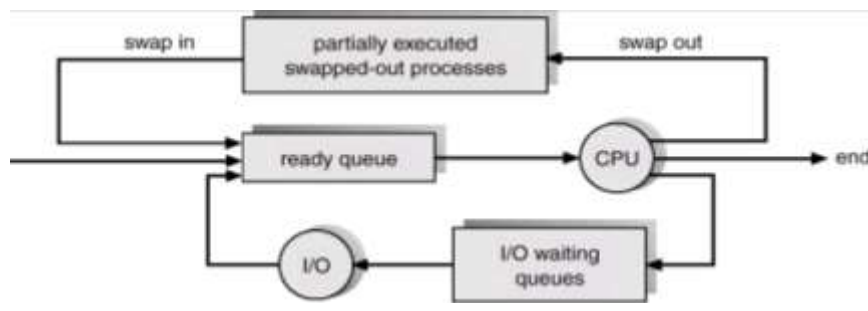 swap in
partially executed
swapped-out processes
swap out
ready queue
CPU
end
I/O
I/O waiting
queues